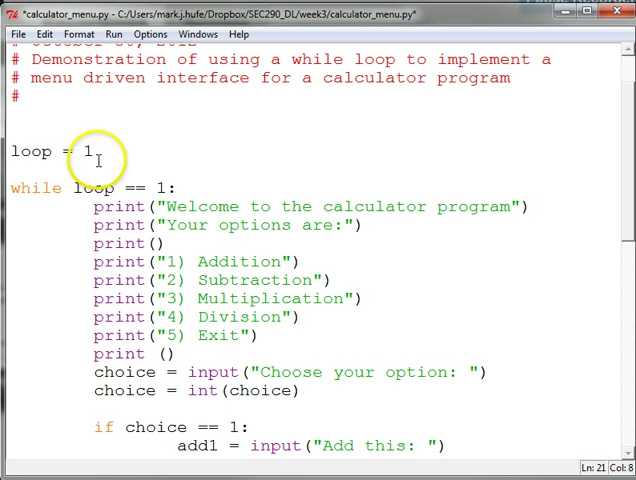 *calculator_menu.py - C:/Users/mark.j.hufe/Dropbox/SEC290_DL/week3/calculator_menu.py*
File Edit Format Run Options Windows Help
# Demonstration of using a while loop to implement a
# menu driven interface for a calculator program
#
loop = 1
while loop == 1:
print("Welcome to the calculator program")
print("Your options are:")
print()
print("1) Addition")
print("2) Subtraction")
print("3) Multiplication")
print("4) Division")
print("5) Exit")
print ()
choice = input("Choose your option: ")
choice = int(choice)
if choice == 1:
add1 = input("Add this: ")
Ln: 21 Col: 8